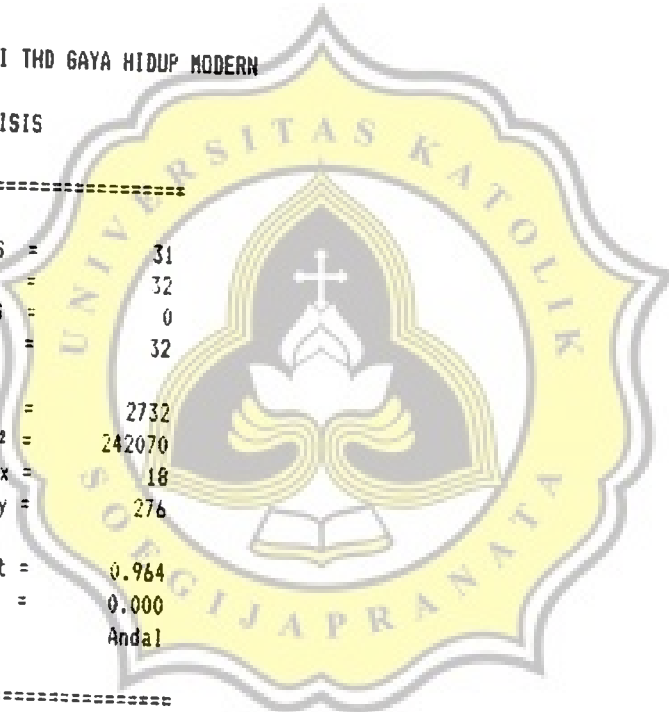 I THD GAYA HIDUP MODERN
ISIS
==================
S = 31
= 32
S = 0
= 32
= 2732
² = 242070
x = 18
y = 276
t = 0.964
= 0.000
Andal
==================
UNIVERSITAS KATOLIK
SOEGIJAPRANATA